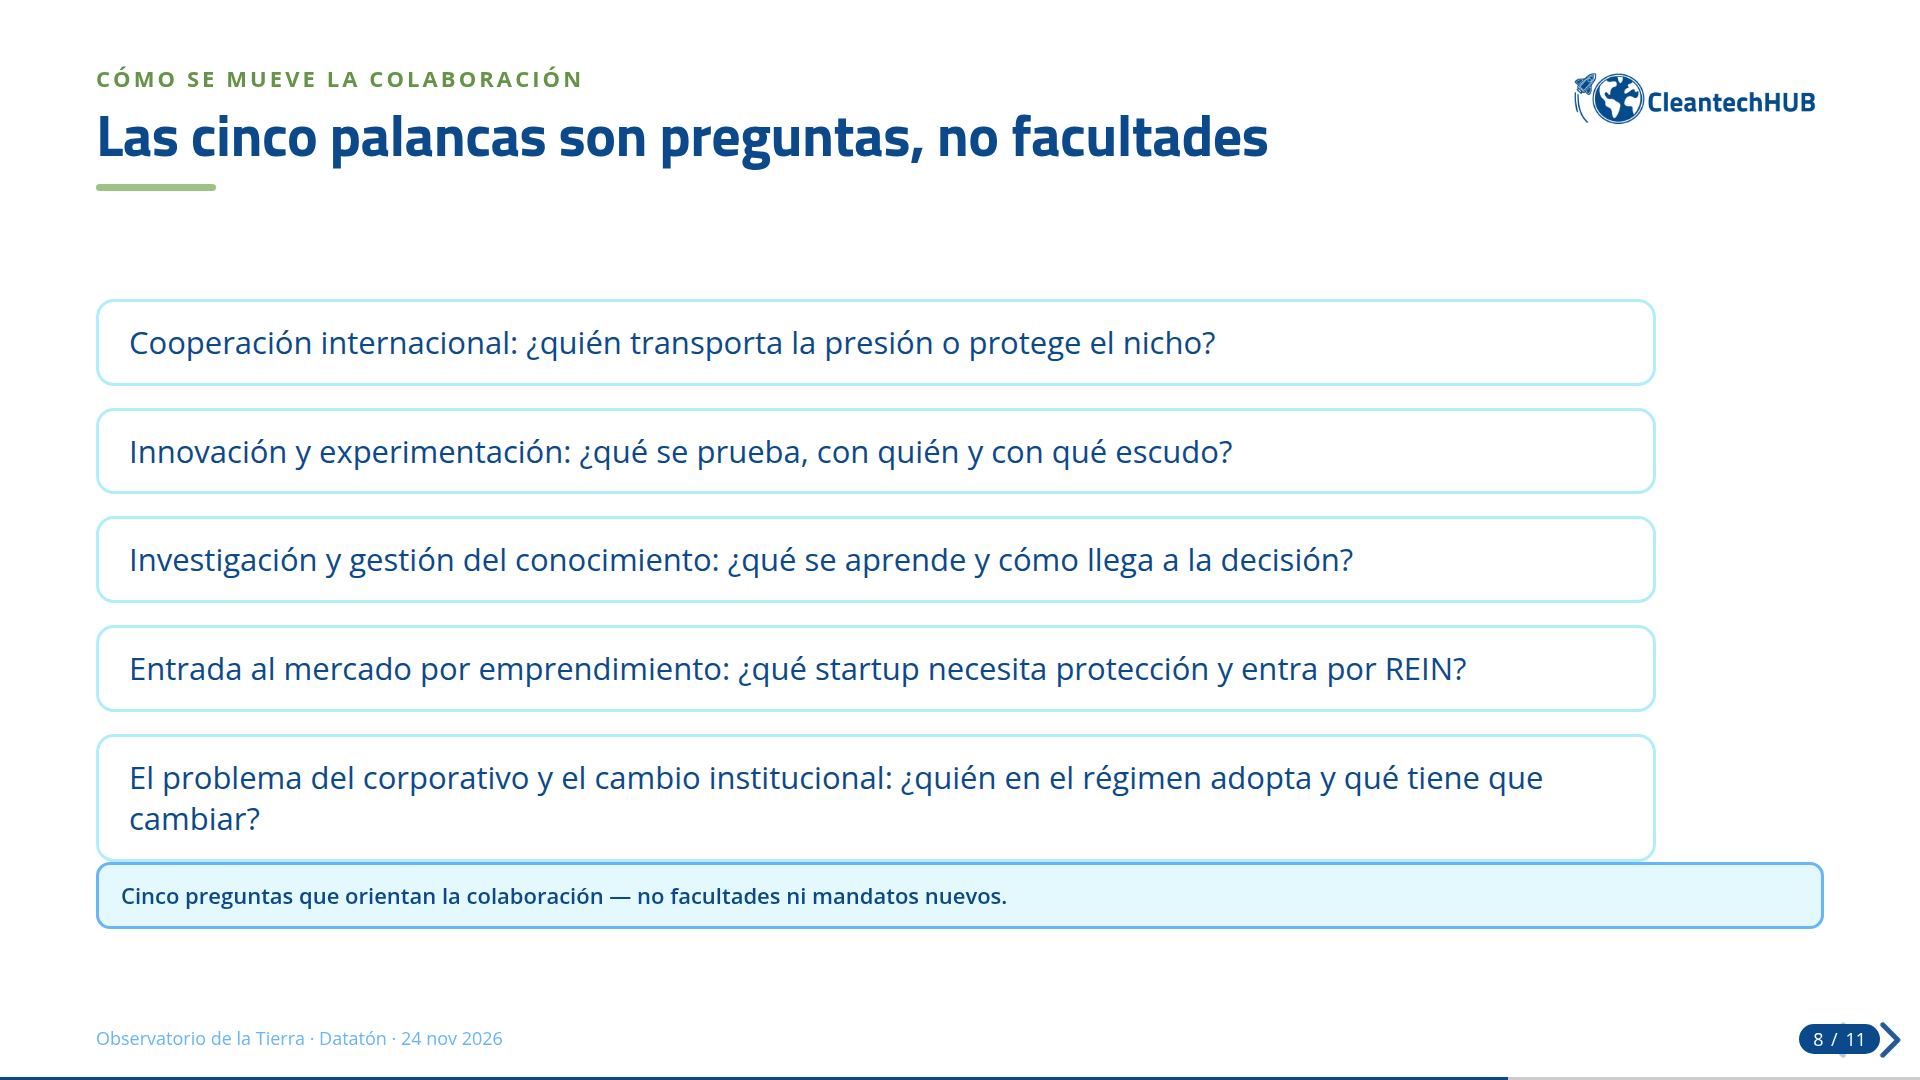 CÓMO SE MUEVE LA COLABORACIÓN
Las cinco palancas son preguntas, no facultades
CleantechHUB
Cooperación internacional: ¿quién transporta la presión o protege el nicho?
Innovación y experimentación: ¿qué se prueba, con quién y con qué escudo?
Investigación y gestión del conocimiento: ¿qué se aprende y cómo llega a la decisión?
Entrada al mercado por emprendimiento: ¿qué startup necesita protección y entra por REIN?
El problema del corporativo y el cambio institucional: ¿quién en el régimen adopta y qué tiene que
cambiar?
Cinco preguntas que orientan la colaboración — no facultades ni mandatos nuevos.
Observatorio de la Tierra · Datatón · 24 nov 2026
8 / 11